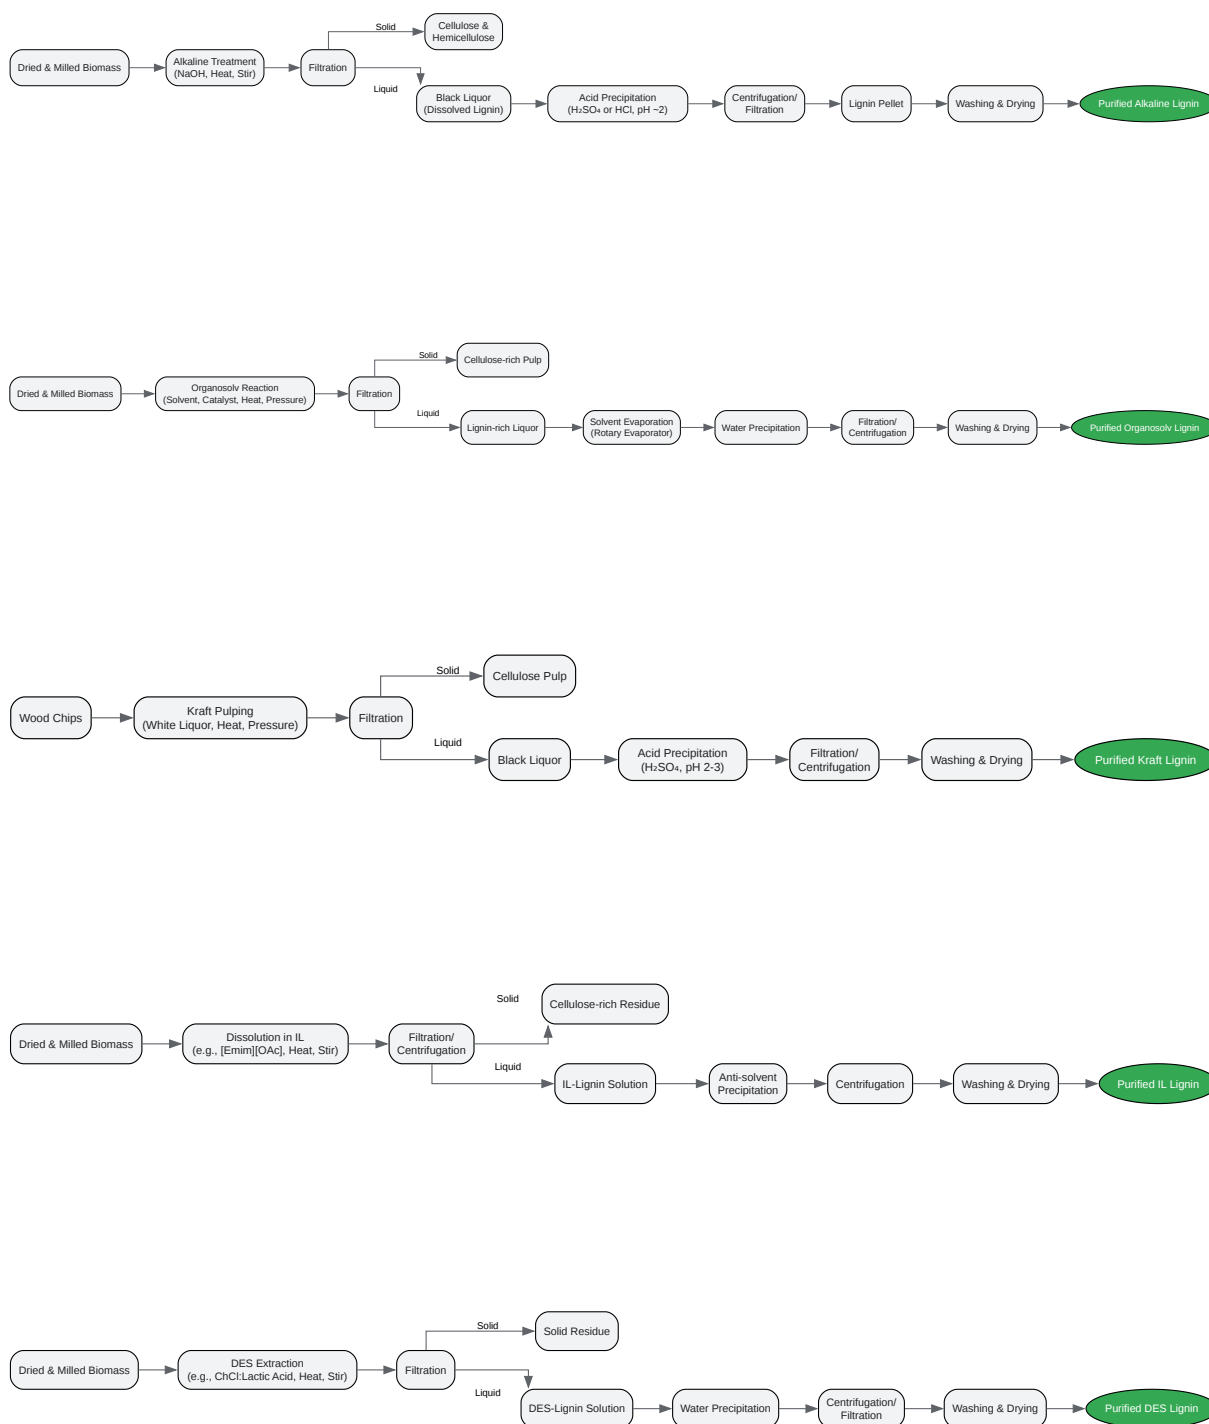 Solid
Cellulose &
Hemicellulose
Dried & Milled Biomass
Alkaline Treatment
(NaOH, Heat, Stir)
Filtration
Liquid
Black Liquor
(Dissolved Lignin)
Acid Precipitation
(H₂SO₄ or HCl, pH ~2)
Centrifugation/
Filtration
Lignin Pellet
Washing & Drying
Purified Alkaline Lignin
Solid
Cellulose-rich Pulp
Dried & Milled Biomass
Organosolv Reaction
(Solvent, Catalyst, Heat, Pressure)
Filtration
Liquid
Lignin-rich Liquor
Solvent Evaporation
(Rotary Evaporator)
Water Precipitation
Filtration/
Centrifugation
Washing & Drying
Purified Organosolv Lignin
Solid
Cellulose Pulp
Wood Chips
Kraft Pulping
(White Liquor, Heat, Pressure)
Filtration
Liquid
Black Liquor
Acid Precipitation
(H₂SO₄, pH 2-3)
Filtration/
Centrifugation
Washing & Drying
Purified Kraft Lignin
Solid
Cellulose-rich Residue
Dried & Milled Biomass
Dissolution in IL
(e.g., [Emim][OAc], Heat, Stir)
Filtration/
Centrifugation
Liquid
IL-Lignin Solution
Anti-solvent
Precipitation
Centrifugation
Washing & Drying
Purified IL Lignin
Solid
Solid Residue
Dried & Milled Biomass
DES Extraction
(e.g., ChCl:Lactic Acid, Heat, Stir)
Filtration
Liquid
DES-Lignin Solution
Water Precipitation
Centrifugation/
Filtration
Washing & Drying
Purified DES Lignin